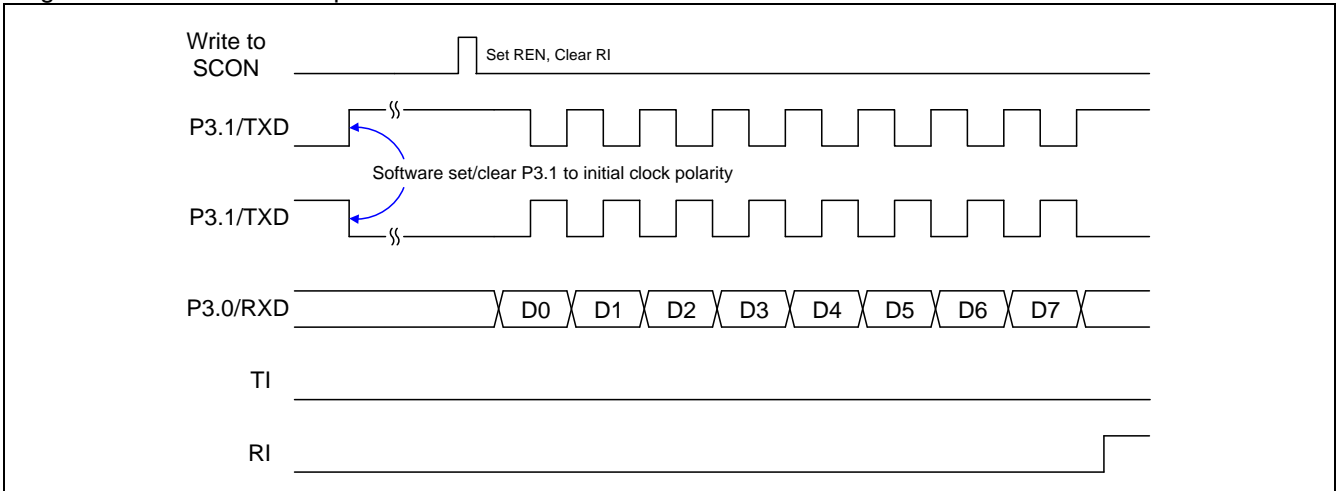 Write to
SCON
Set REN, Clear RI
P3.1/TXD
Software set/clear P3.1 to initial clock polarity
P3.1/TXD
P3.0/RXD D0 D1 D2 D3 D4 D5 D6 D7
TI
RI